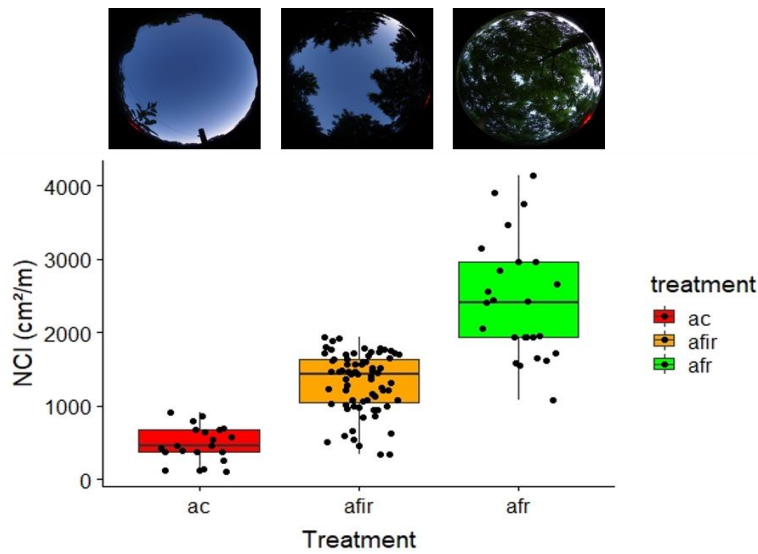 4000
3000
2000
1000
0
NCI (cm²/m)
ac
afir
afr
Treatment
treatment
ac
afir
afr